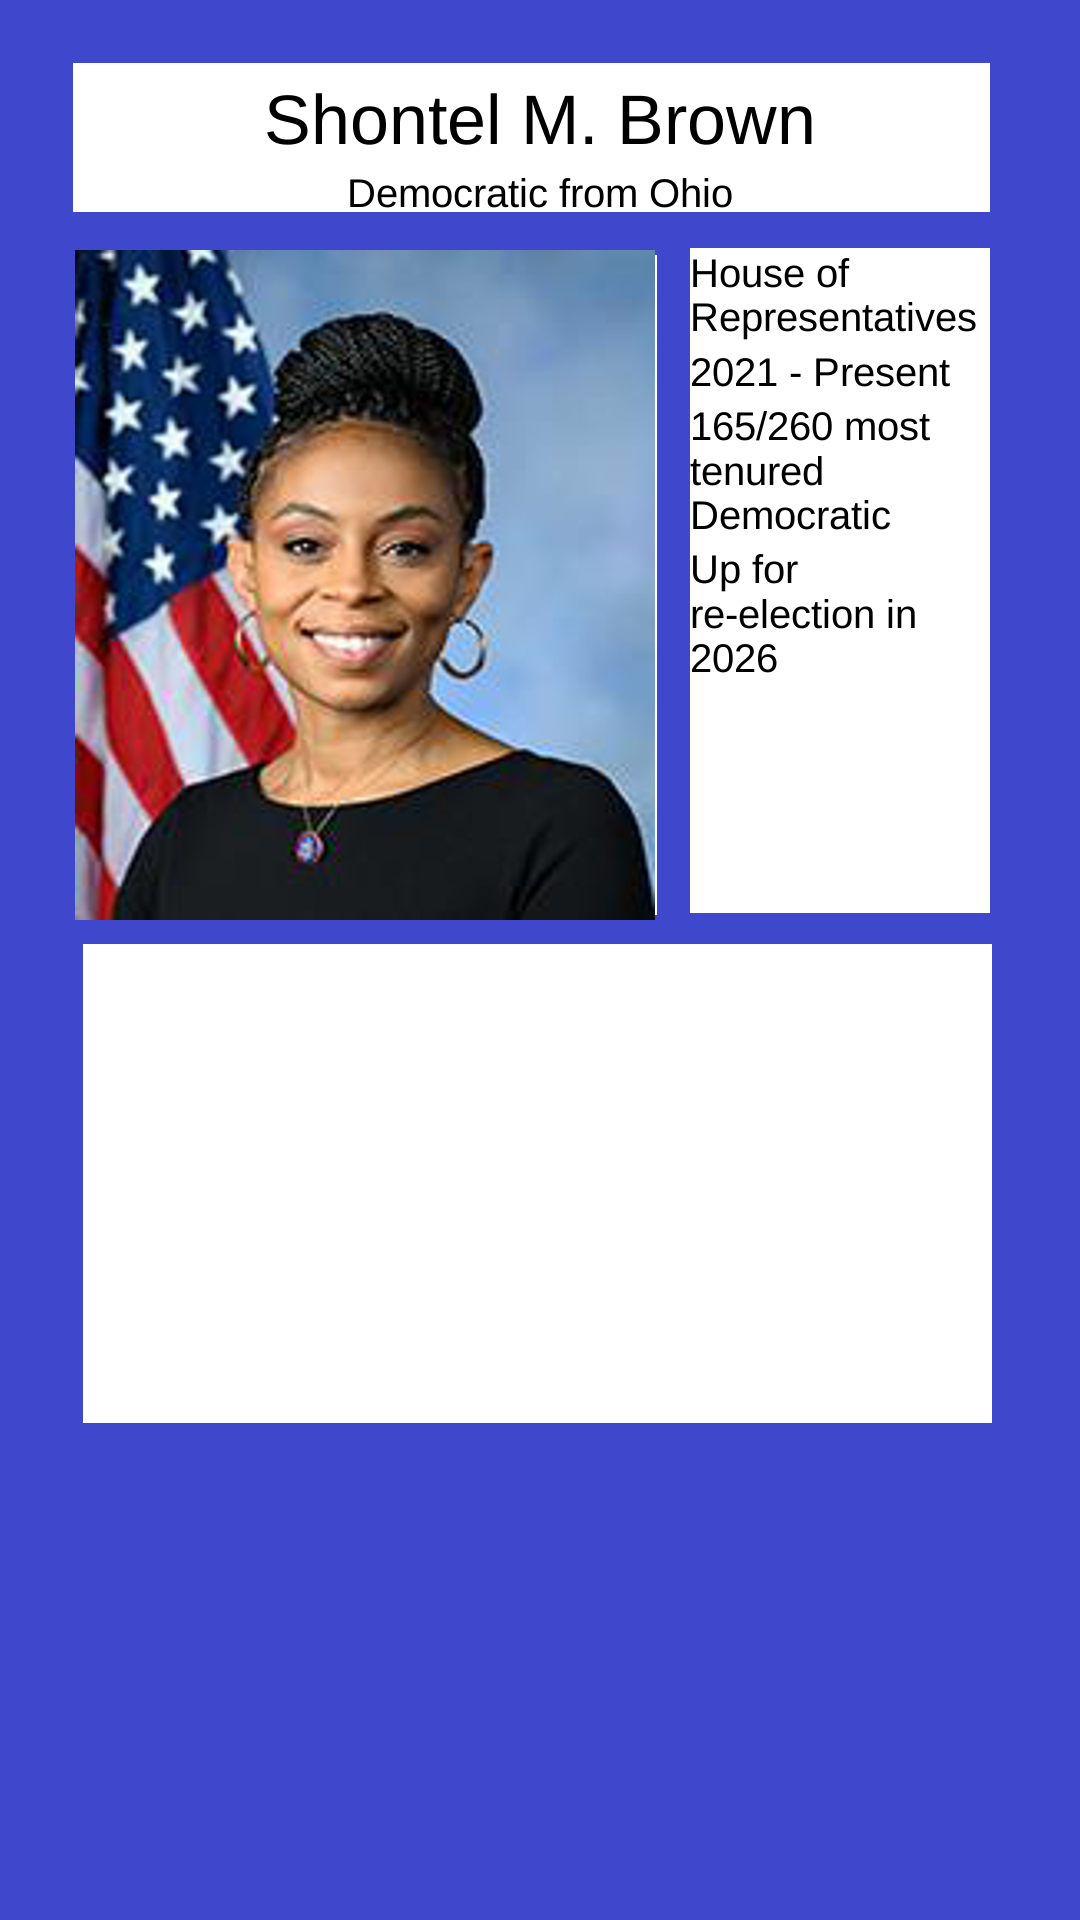 Shontel M. Brown
Democratic from Ohio
House of
Representatives
2021 - Present
165/260 most
tenured
Democratic
Up for
re-election in
2026